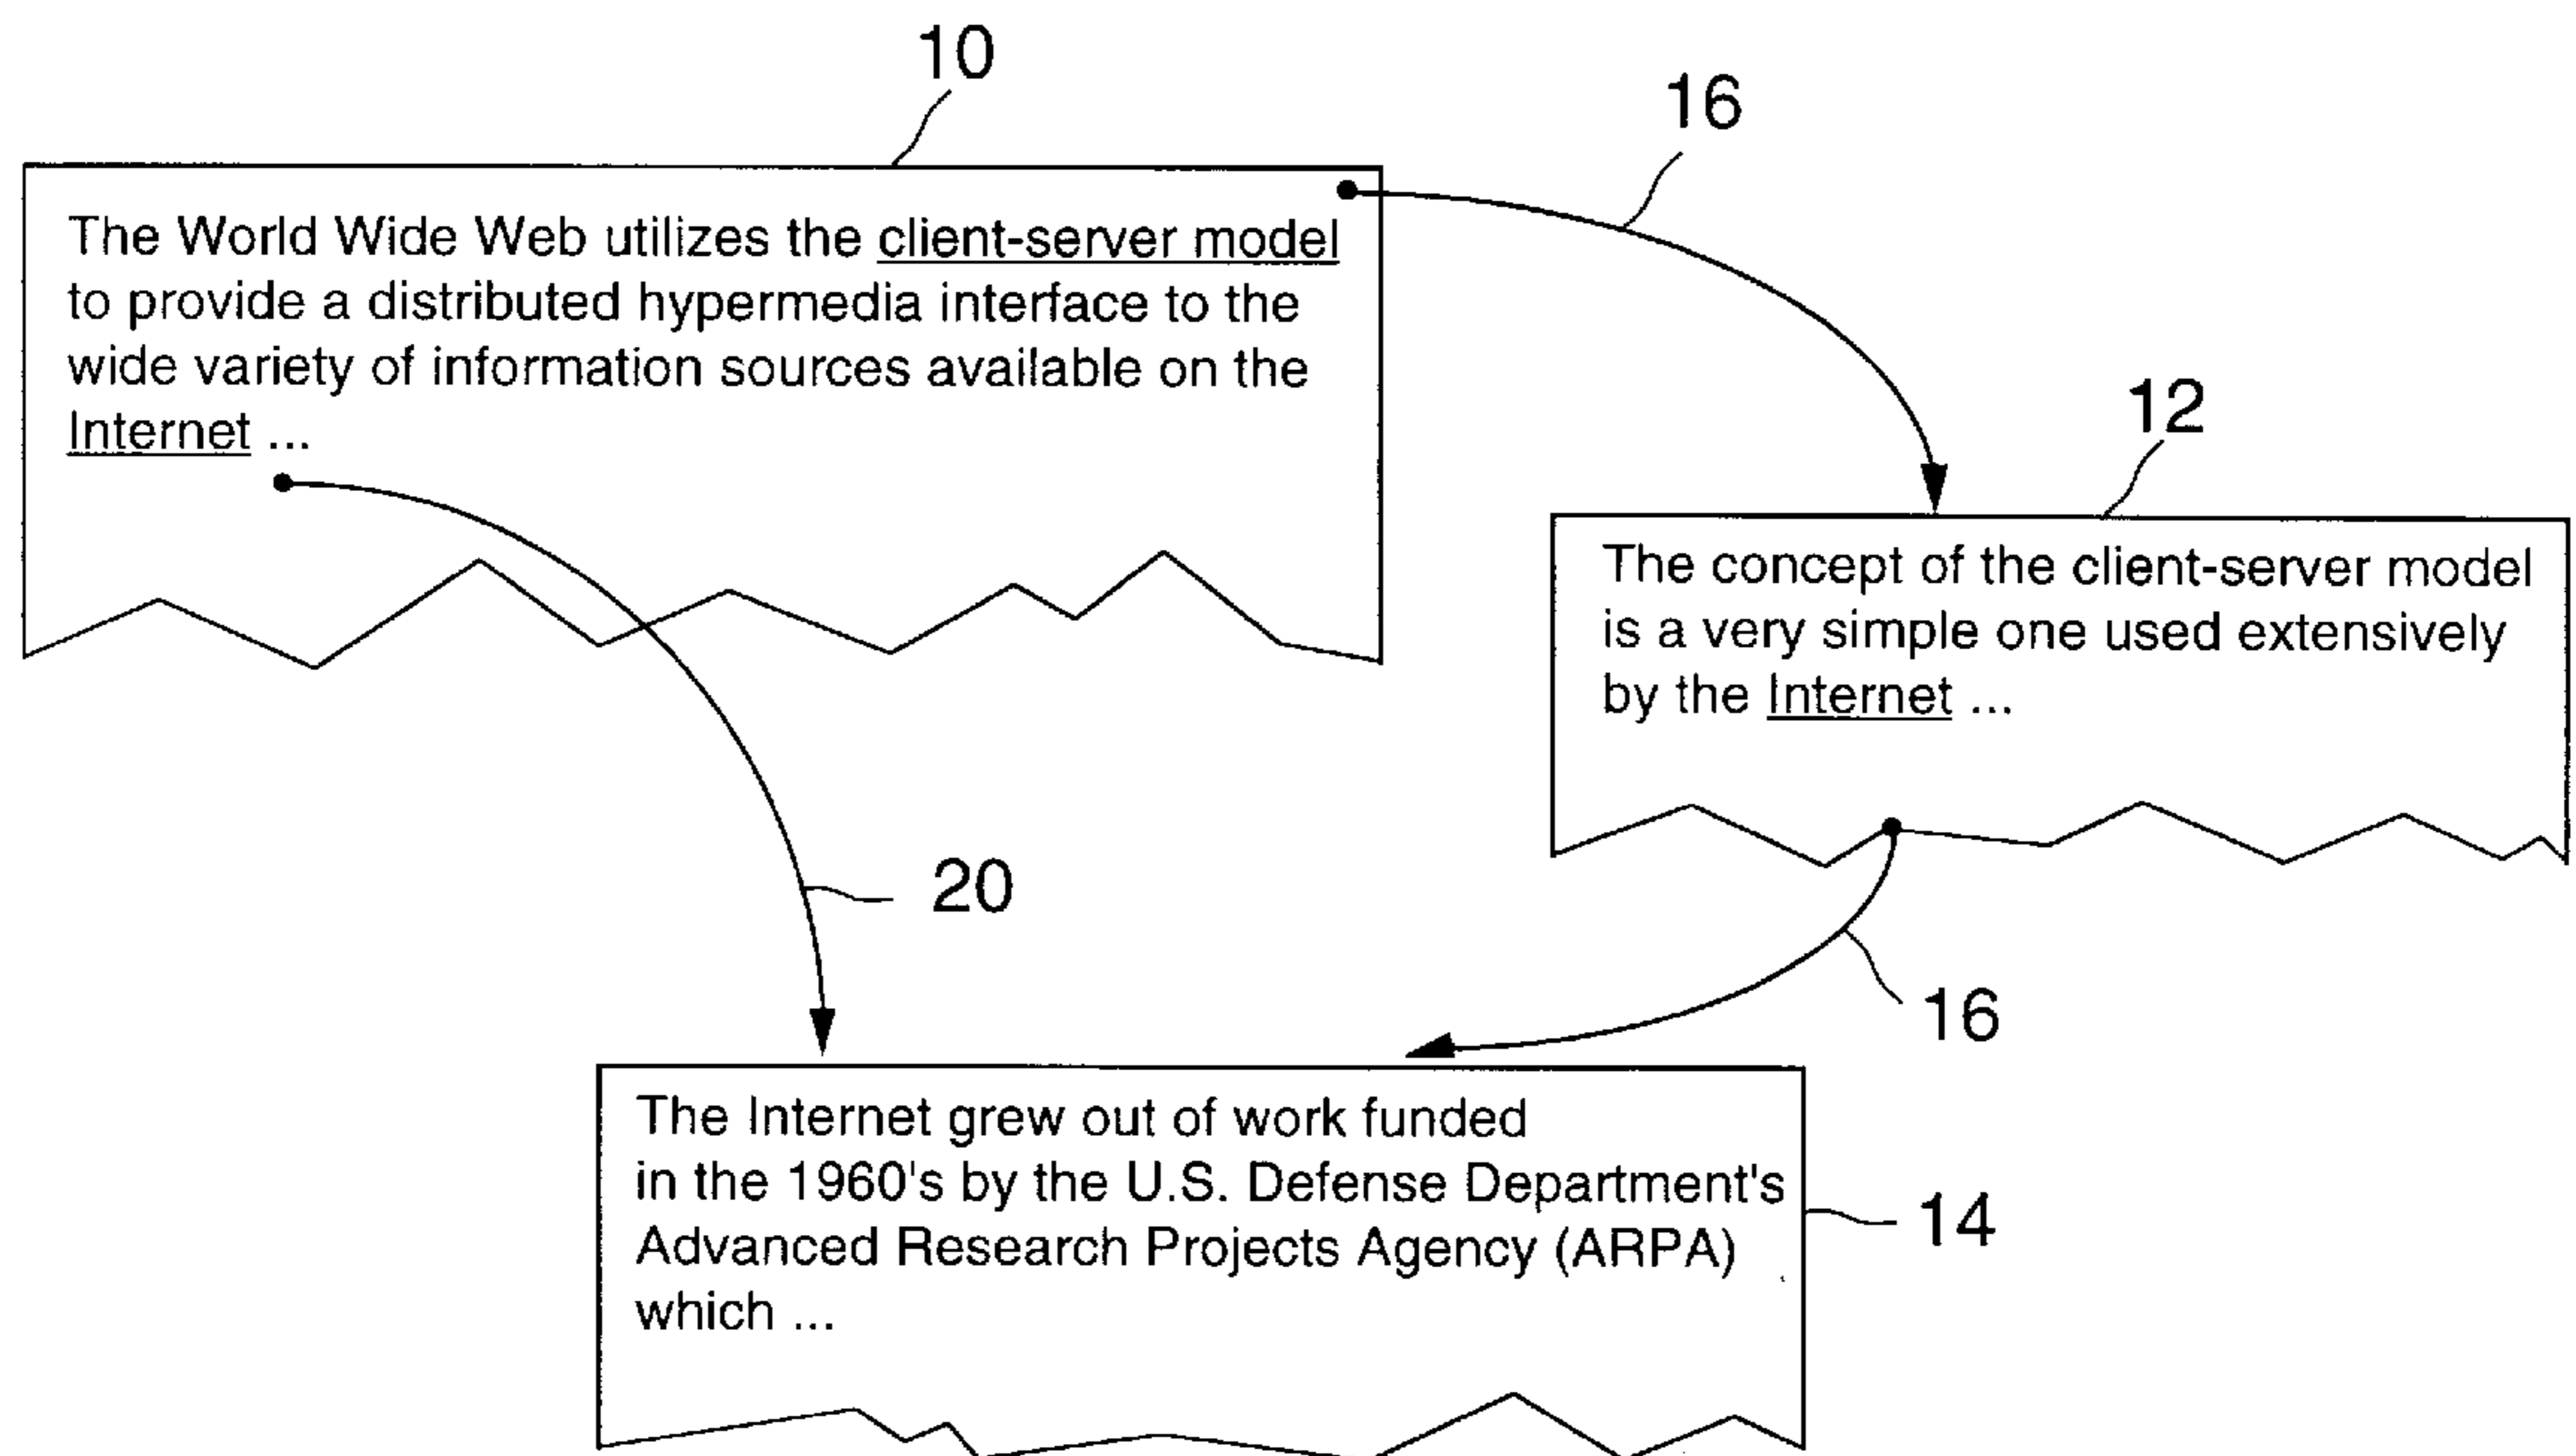 10
16
The World Wide Web utilizes the client-server model
to provide a distributed hypermedia interface to the
wide variety of information sources available on the
Internet ...
12
The concept of the client-server model
is a very simple one used extensively
by the Internet ...
20
16
The Internet grew out of work funded
in the 1960's by the U.S. Defense Department's
Advanced Research Projects Agency (ARPA)
which ...
14